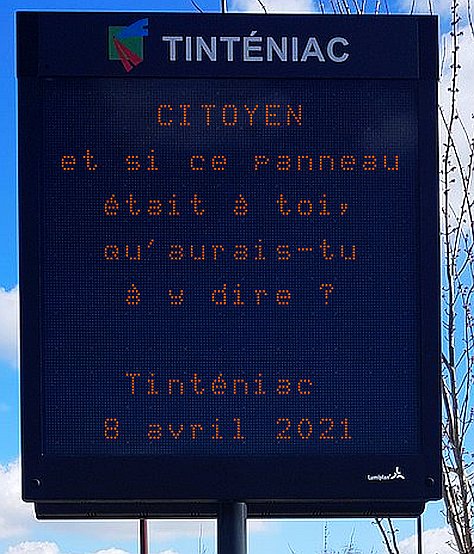 TINTÉNIAC
CITOYEN
et si ce panneau
était à toi,
qu'aurais-tu
à y dire ?
Tinténiac
8 avril 2021
lumiplan